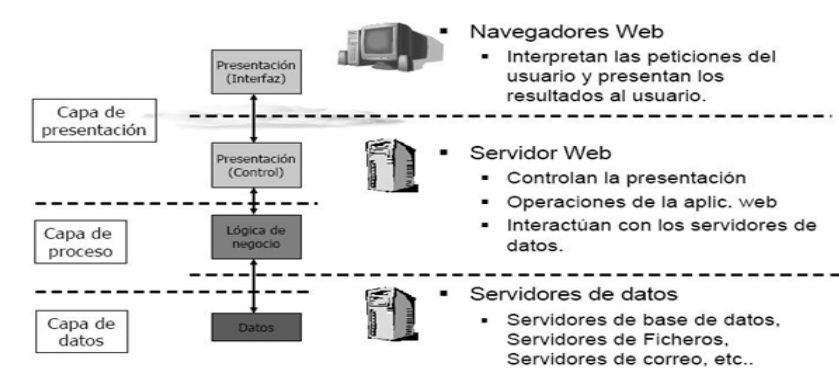 ▪ Navegadores Web
▪ Interpretan las peticiones del
usuario y presentan los
resultados al usuario.
Presentación
(Interfaz)
Capa de
presentación
Presentación
(Control)
▪ Servidor Web
▪ Controlan la presentación
▪ Operaciones de la aplic. web
▪ Interactúan con los servidores de
datos.
Capa de
proceso
Lógica de
negocio
▪ Servidores de datos
▪ Servidores de base de datos,
Servidores de Ficheros,
Servidores de correo, etc..
Capa de
datos
Datos